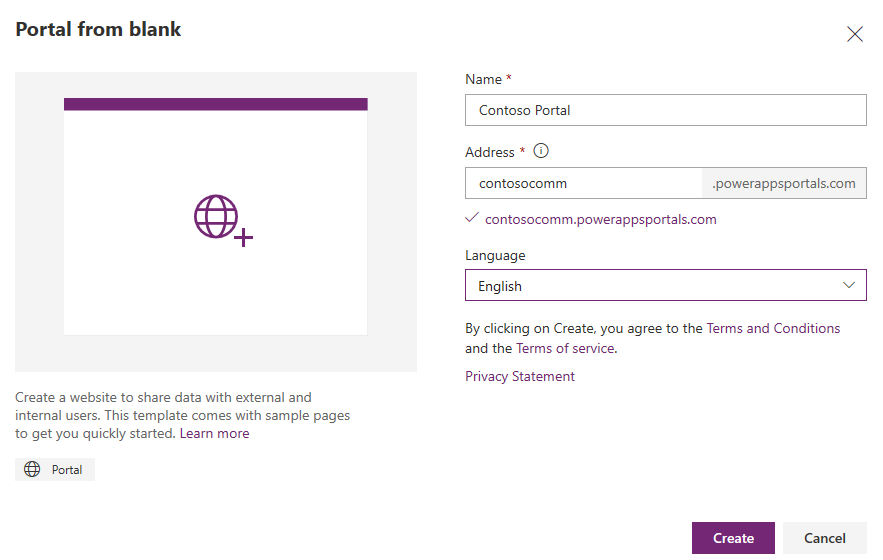 Portal from blank
Create a website to share data with external and
internal users. This template comes with sample pages
to get you quickly started. Learn more
Portal
Name *
Contoso Portal
Address *
contosocomm .powerappsportals.com
contosocomm.powerappsportals.com
Language
English
By clicking on Create, you agree to the Terms and Conditions
and the Terms of service.
Privacy Statement
Create Cancel